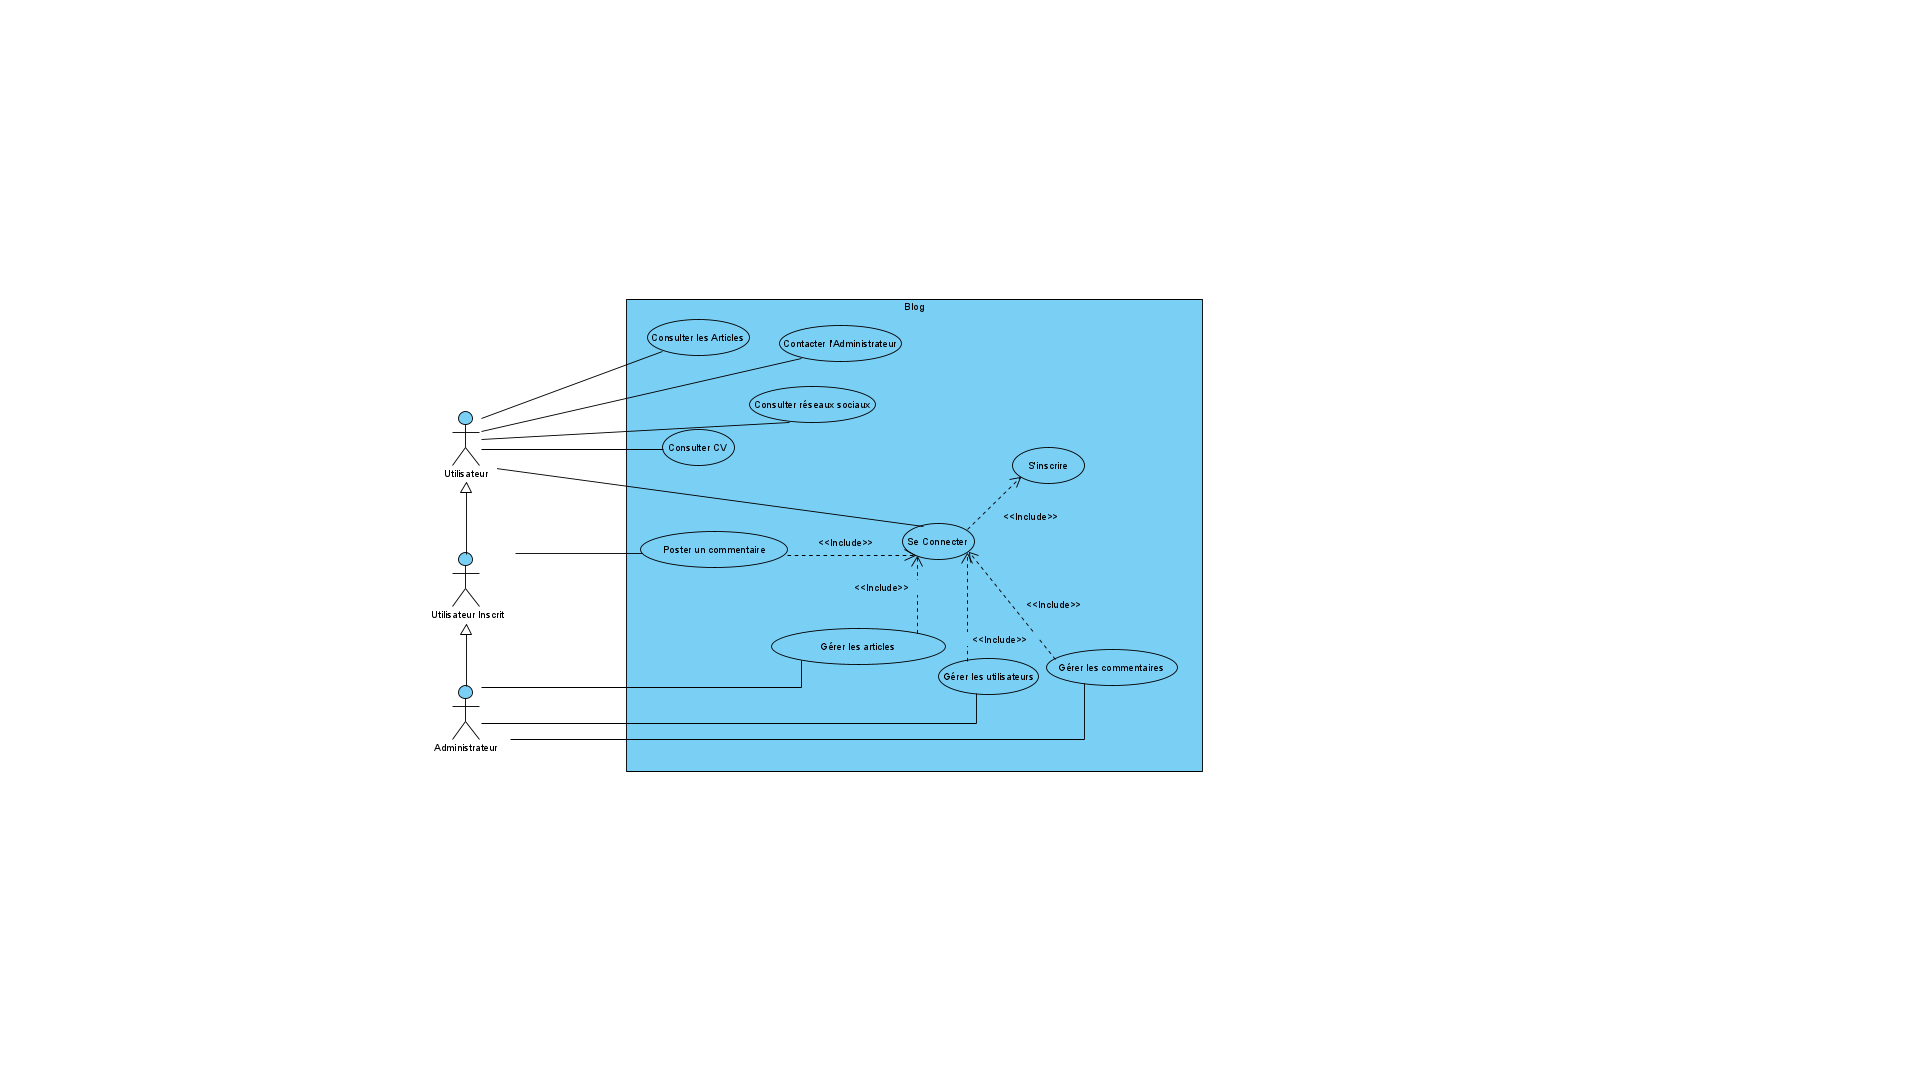 Blog
Consulter les Articles
Contacter l'Administrateur
Consulter réseaux sociaux
Consulter CV
Utilisateur
S'inscrire
<<Include>>
Se Connecter
<<Include>>
Poster un commentaire
<<Include>>
<<Include>>
Utilisateur Inscrit
<<Include>>
Gérer les articles
Gérer les commentaires
Gérer les utilisateurs
Administrateur